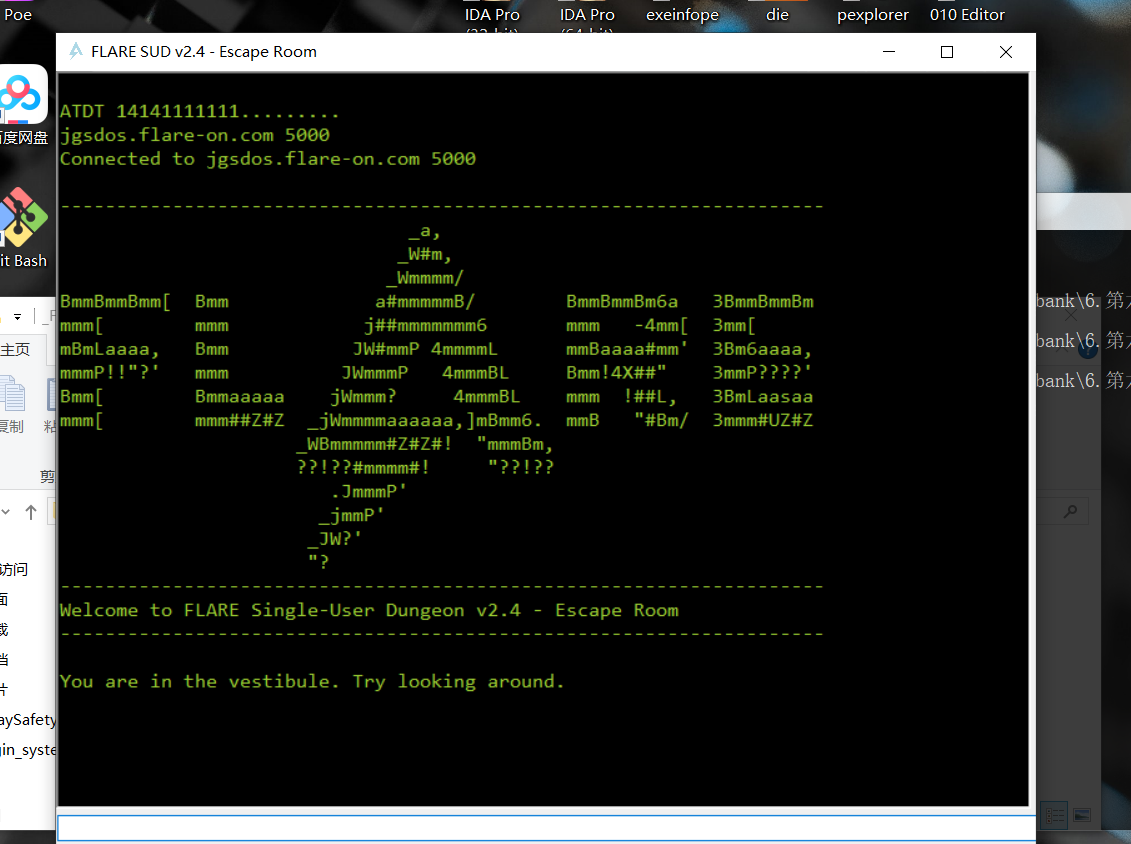 Poe
IDA Pro
IDA Pro
exeinfope
die
pexplorer
010 Editor
FLARE SUD v2.4 - Escape Room
百度网盘
it Bash
主页
复制
粘
剪
访问
面
载
档
片
aySafety
gin_syste
ATDT 14141111111.........
jgsdos.flare-on.com 5000
Connected to jgsdos.flare-on.com 5000
--------------------------------------------------------------------
_a,
_W#m,
_Wmmmm/
BmmBmmBmm[  Bmm             a#mmmmmB/        BmmBmmBm6a   3BmmBmmBm
mmm[        mmm            j##mmmmmmm6       mmm   -4mm[  3mm[
mBmLaaaa,   Bmm           JW#mmP 4mmmmL      mmBaaaa#mm'  3Bm6aaaa,
mmmP!!"?'   mmm          JWmmmP   4mmmBL     Bmm!4X##"    3mmP????'
Bmm[        Bmmaaaaa    jWmmm?     4mmmBL    mmm  !##L,   3BmLaasaa
mmm[        mmm##Z#Z  _jWmmmmaaaaaa,]mBmm6.  mmB   "#Bm/  3mmm#UZ#Z
_WBmmmmm#Z#Z#!  "mmmBm,
??!??#mmmm#!     "??!??
.JmmmP'
_jmmP'
_JW?'
"?
--------------------------------------------------------------------
Welcome to FLARE Single-User Dungeon v2.4 - Escape Room
--------------------------------------------------------------------
You are in the vestibule. Try looking around.
bank\6. 第六
bank\6. 第六
bank\6. 第六